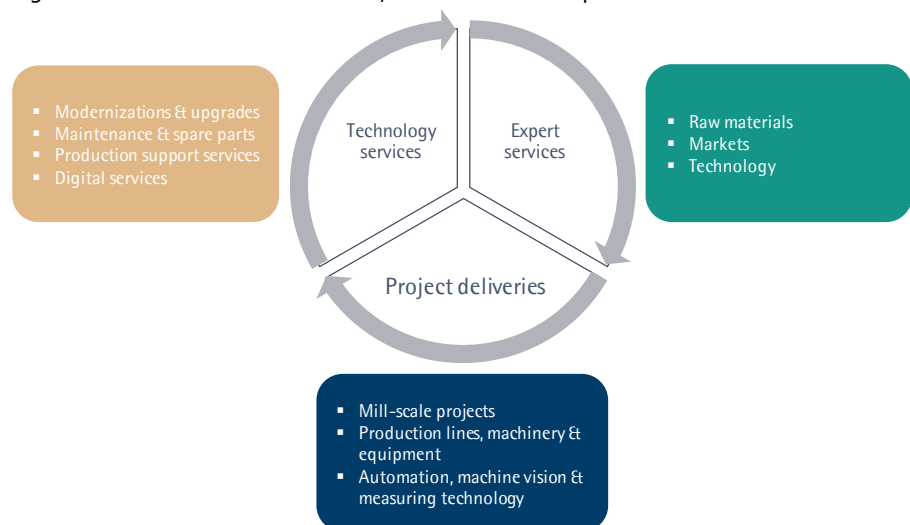 Technology
services
Expert
services
Project deliveries
▪ Modernizations & upgrades
▪ Maintenance & spare parts
▪ Production support services
▪ Digital services
▪ Raw materials
▪ Markets
▪ Technology
▪ Mill-scale projects
▪ Production lines, machinery &
equipment
▪ Automation, machine vision &
measuring technology